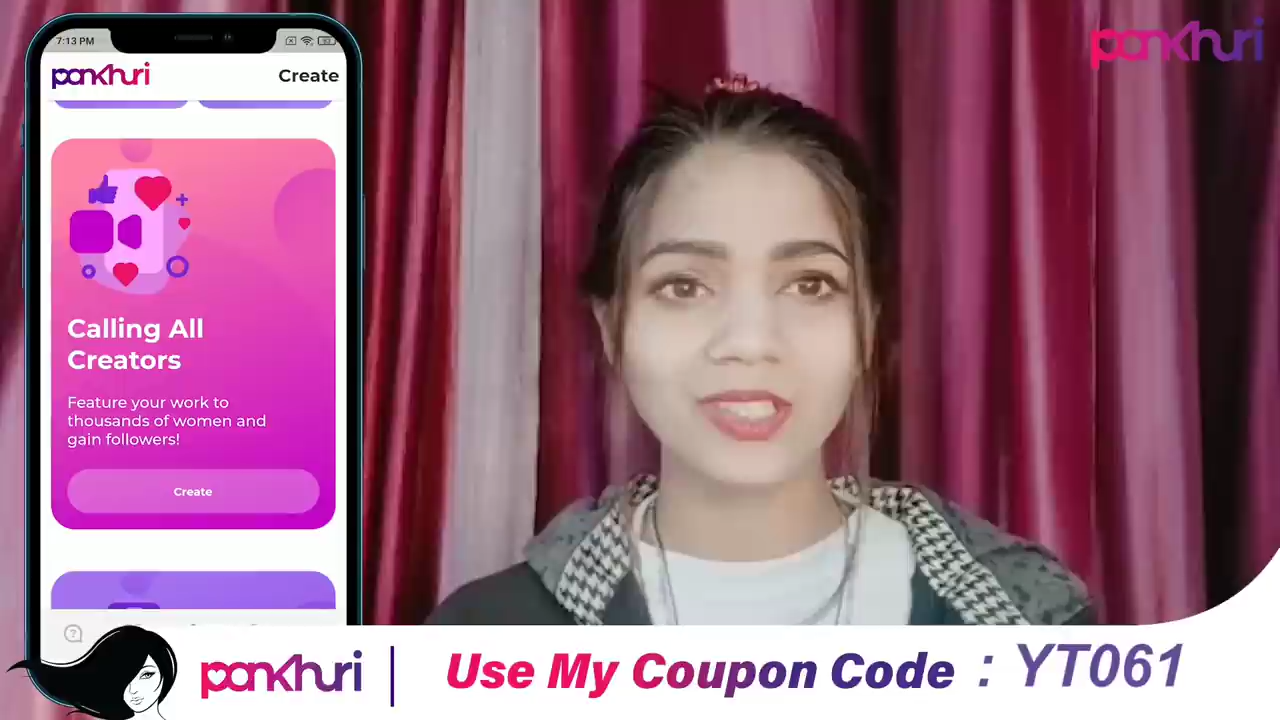 7:13 PM
pankhuri
Create
Calling All
Creators
Feature your work to
thousands of women and
gain followers!
Create
pankhuri
pankhuri
Use My Coupon Code : YT061